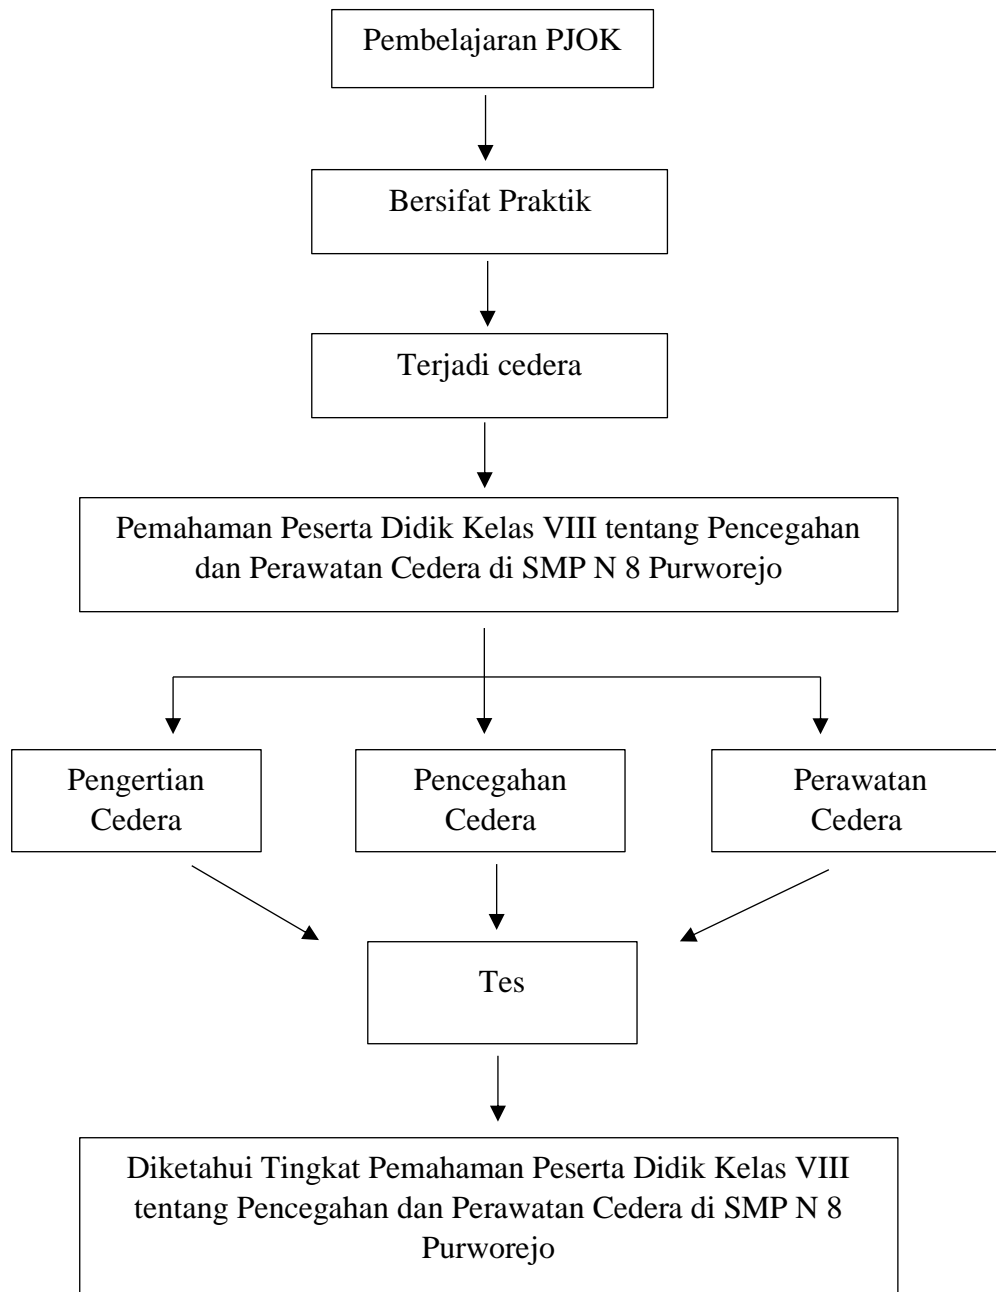 Pembelajaran PJOK
Bersifat Praktik
Terjadi cedera
Pemahaman Peserta Didik Kelas VIII tentang Pencegahan
dan Perawatan Cedera di SMP N 8 Purworejo
Pengertian
Cedera
Pencegahan
Cedera
Perawatan
Cedera
Tes
Diketahui Tingkat Pemahaman Peserta Didik Kelas VIII
tentang Pencegahan dan Perawatan Cedera di SMP N 8
Purworejo